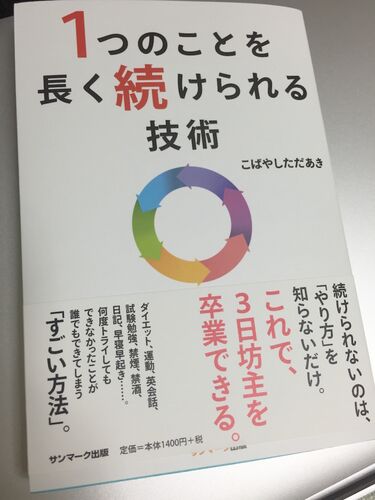 1つのことを
長く続けられる
技術
こばやしただあき
続けられないのは、
「やり方」を
知らないだけ。
これで、
3日坊主を
卒業できる。
ダイエット、運動、英会話、
試験勉強、禁煙、禁酒、
日記、早寝早起き……。
何度トライしても
できなかったことが
誰でもできてしまう
「すごい方法」。
サンマーク出版
定価=本体1400円+税